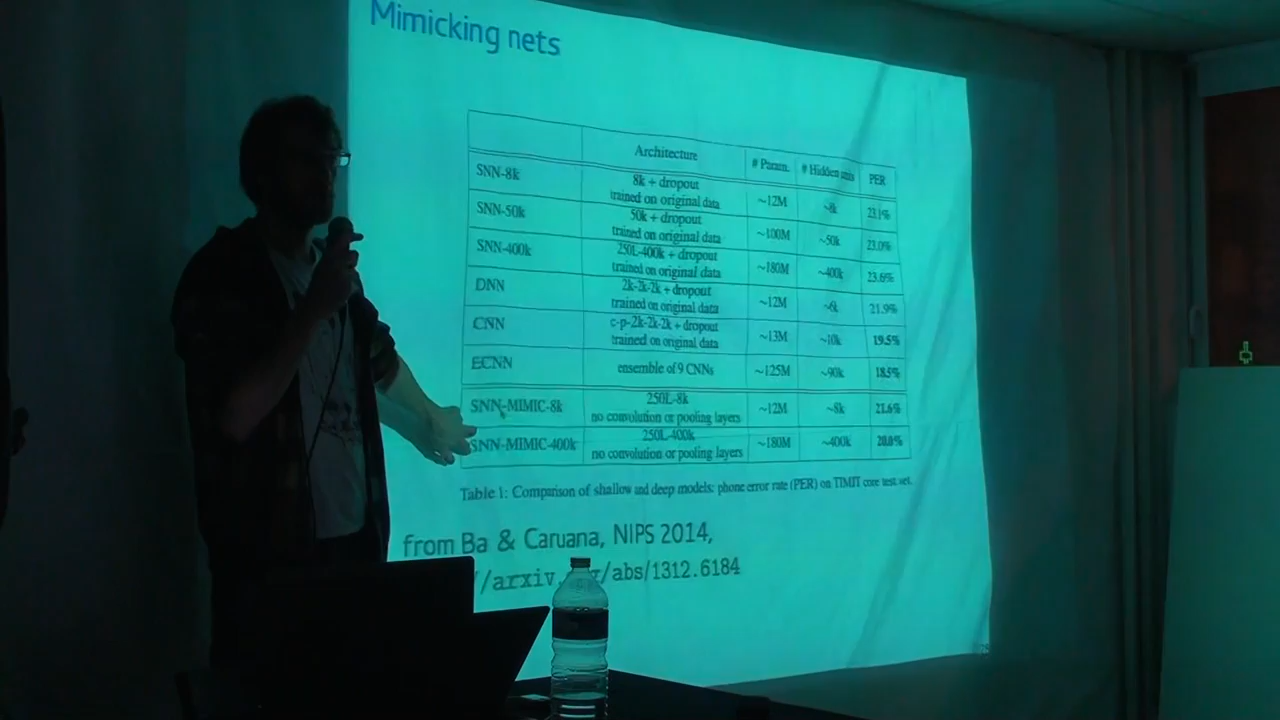 Mimicking nets
Architecture # Param. # Hidden units PER
SNN-8k 8k + dropout
trained on original data ~12M ~8k 23.1%
SNN-50k 50k + dropout
trained on original data ~100M ~50k 23.0%
SNN-400k 250L-400k + dropout
trained on original data ~180M ~400k 23.6%
DNN 2k-2k-2k + dropout
trained on original data ~12M ~6k 21.9%
CNN c-p-2k-2k-2k + dropout
trained on original data ~13M ~10k 19.5%
ECNN ensemble of 9 CNNs ~125M ~90k 18.5%
SNN-MIMIC-8k 250L-8k
no convolution or pooling layers ~12M ~8k 21.6%
SNN-MIMIC-400k 250L-400k
no convolution or pooling layers ~180M ~400k 20.0%
Table 1: Comparison of shallow and deep models: phone error rate (PER) on TIMIT core test set.
from Ba & Caruana, NIPS 2014,
/abs/1312.6184